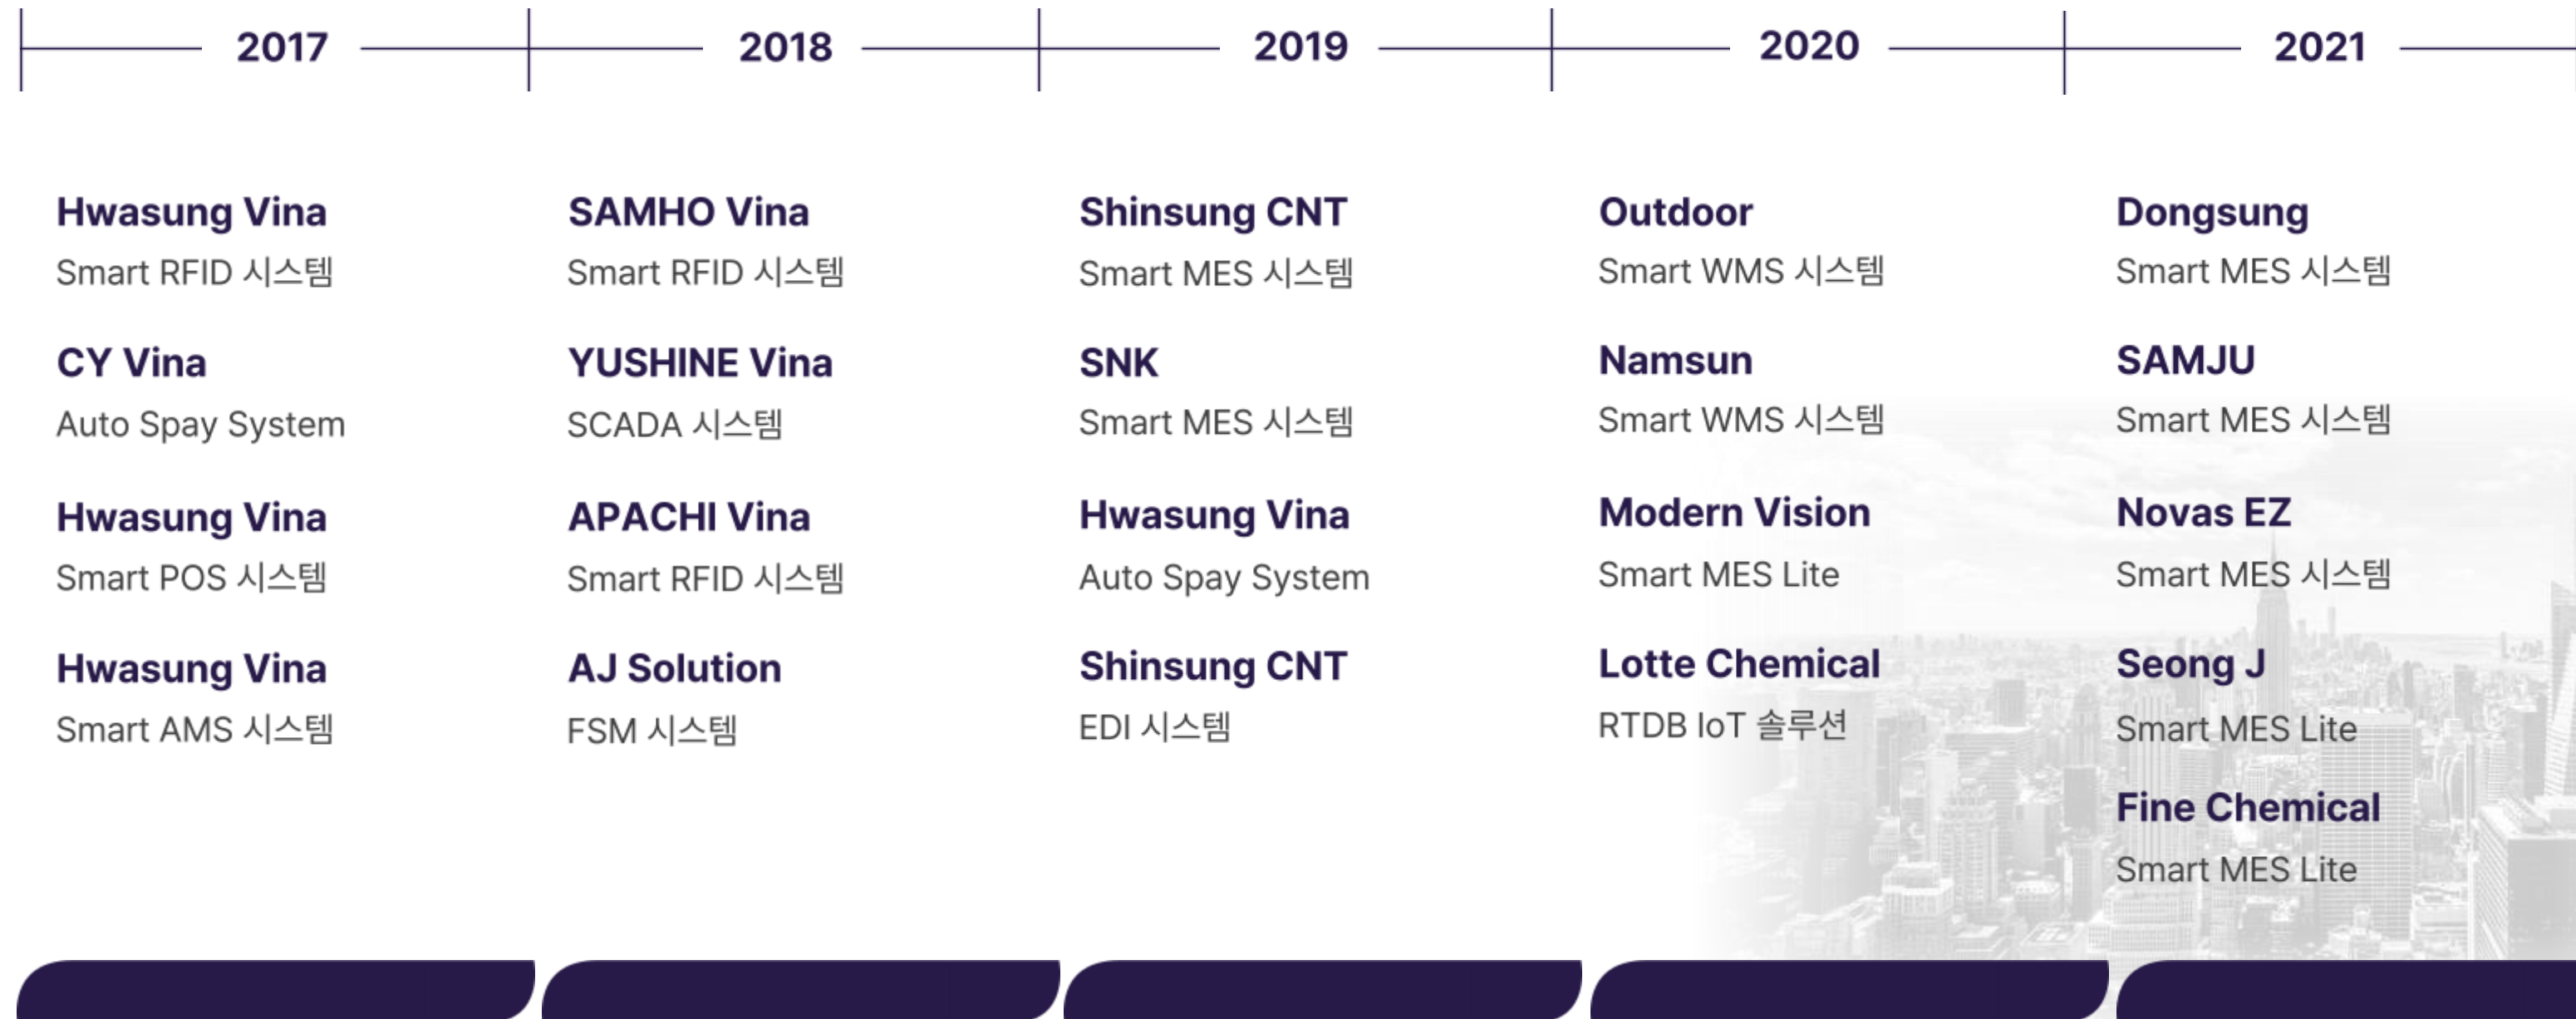 2017
2018
2019
2020
2021
Hwasung Vina
Smart RFID 시스템
CY Vina
Auto Spay System
Hwasung Vina
Smart POS 시스템
Hwasung Vina
Smart AMS 시스템
SAMHO Vina
Smart RFID 시스템
YUSHINE Vina
SCADA 시스템
APACHI Vina
Smart RFID 시스템
AJ Solution
FSM 시스템
Shinsung CNT
Smart MES 시스템
SNK
Smart MES 시스템
Hwasung Vina
Auto Spay System
Shinsung CNT
EDI 시스템
Outdoor
Smart WMS 시스템
Namsun
Smart WMS 시스템
Modern Vision
Smart MES Lite
Lotte Chemical
RTDB IoT 솔루션
Dongsung
Smart MES 시스템
SAMJU
Smart MES 시스템
Novas EZ
Smart MES 시스템
Seong J
Smart MES Lite
Fine Chemical
Smart MES Lite